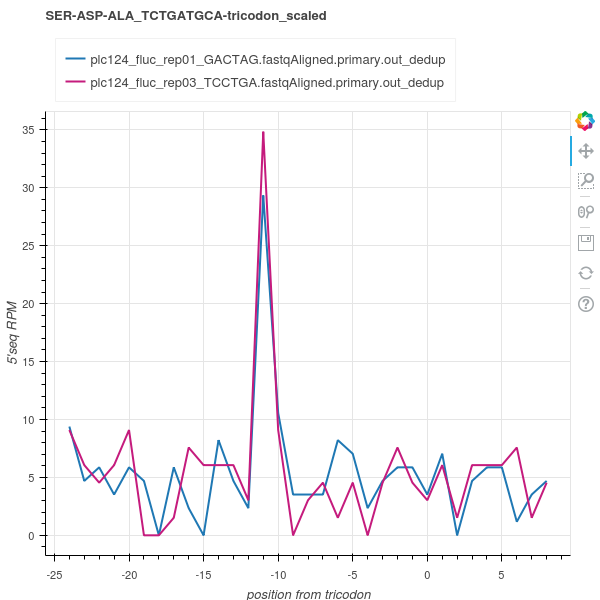 SER-ASP-ALA_TCTGATGCA-tricodon_scaled
plc124_fluc_rep01_GACTAG.fastqAligned.primary.out_dedup
plc124_fluc_rep03_TCCTGA.fastqAligned.primary.out_dedup
35
30
25
20
15
10
5
0
5'seq RPM
-25 -20 -15 -10 -5 0 5
position from tricodon